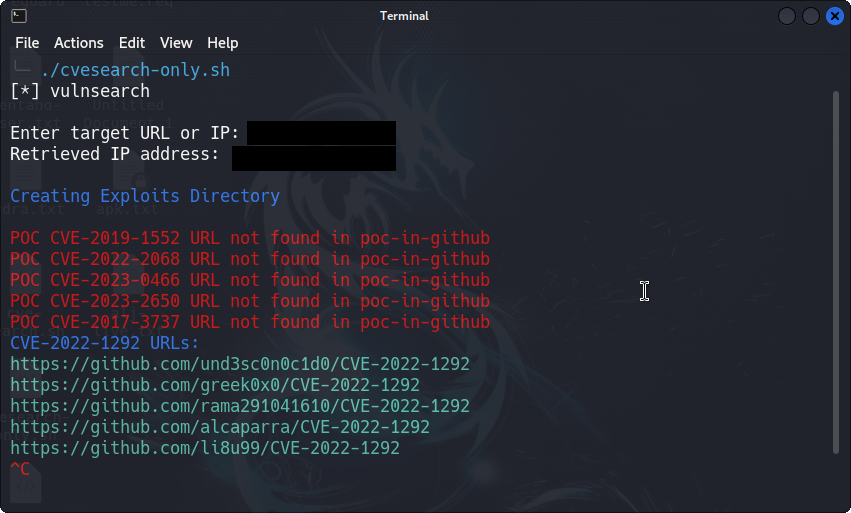 Terminal
File Actions Edit View Help
└─ ./cvesearch-only.sh
[*] vulnsearch
Enter target URL or IP:
Retrieved IP address:
Creating Exploits Directory
POC CVE-2019-1552 URL not found in poc-in-github
POC CVE-2022-2068 URL not found in poc-in-github
POC CVE-2023-0466 URL not found in poc-in-github
POC CVE-2023-2650 URL not found in poc-in-github
POC CVE-2017-3737 URL not found in poc-in-github
CVE-2022-1292 URLs:
https://github.com/und3sc0n0c1d0/CVE-2022-1292
https://github.com/greek0x0/CVE-2022-1292
https://github.com/rama291041610/CVE-2022-1292
https://github.com/alcaparra/CVE-2022-1292
https://github.com/li8u99/CVE-2022-1292
^C